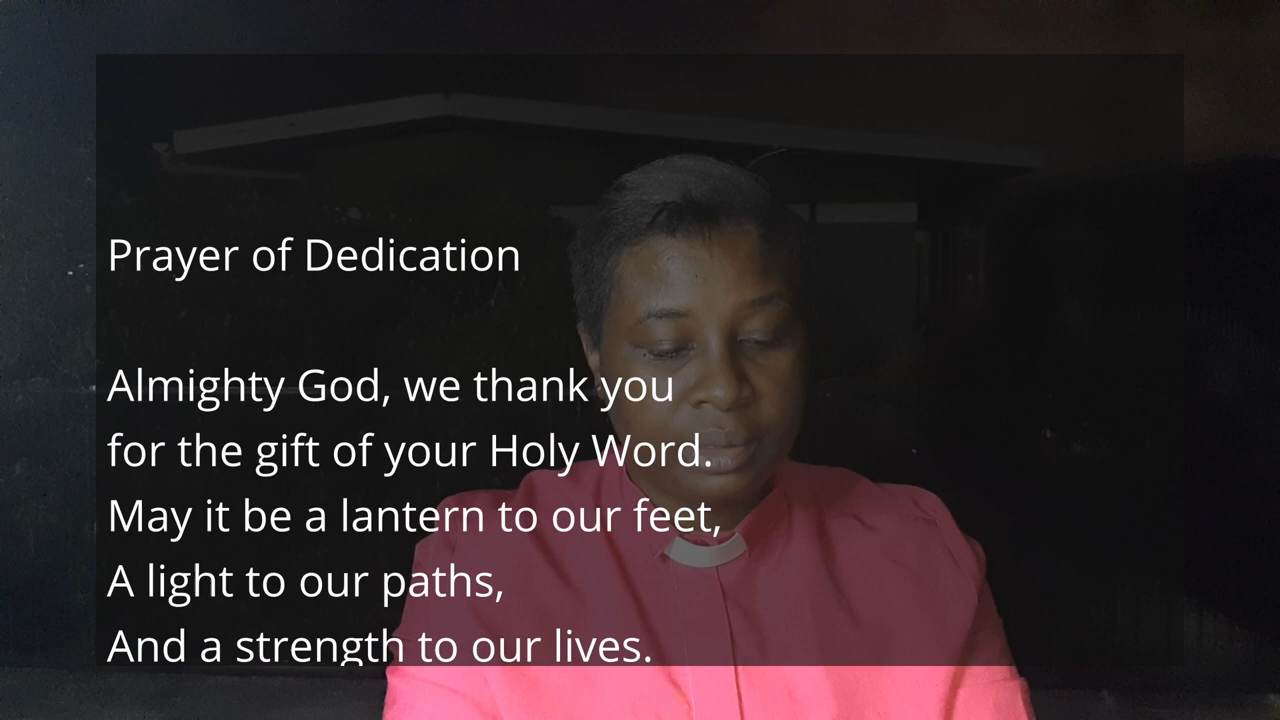 Prayer of Dedication
Almighty God, we thank you
for the gift of your Holy Word.
May it be a lantern to our feet,
A light to our paths,
And a strength to our lives.